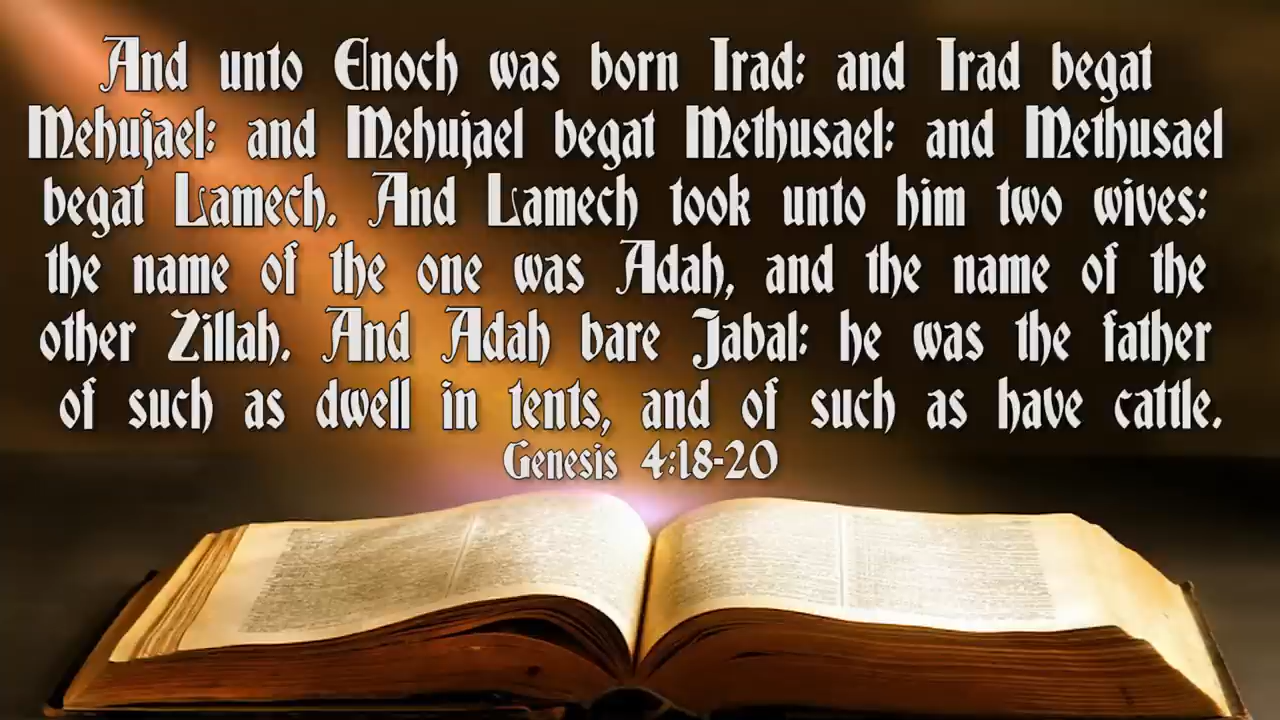 And unto Enoch was born Irad: and Irad begat
Mehujael: and Mehujael begat Methusael: and Methusael
begat Lamech. And Lamech took unto him two wives:
the name of the one was Adah, and the name of the
other Zillah. And Adah bare Jabal: he was the father
of such as dwell in tents, and of such as have cattle.
Genesis 4:18-20